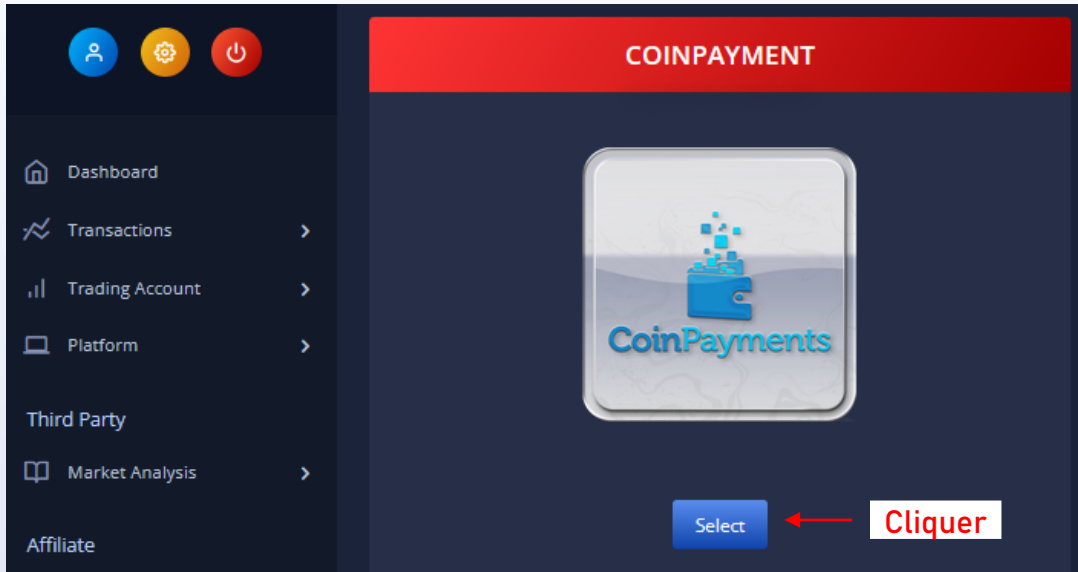 COINPAYMENT
Dashboard
Transactions
Trading Account
Platform
Third Party
Market Analysis
Affiliate
CoinPayments
Select
Cliquer